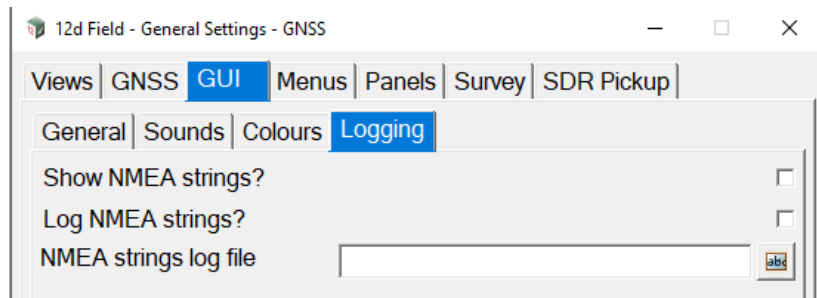 12d Field - General Settings - GNSS
Views GNSS GUI Menus Panels Survey SDR Pickup
General Sounds Colours Logging
Show NMEA strings?
Log NMEA strings?
NMEA strings log file abc